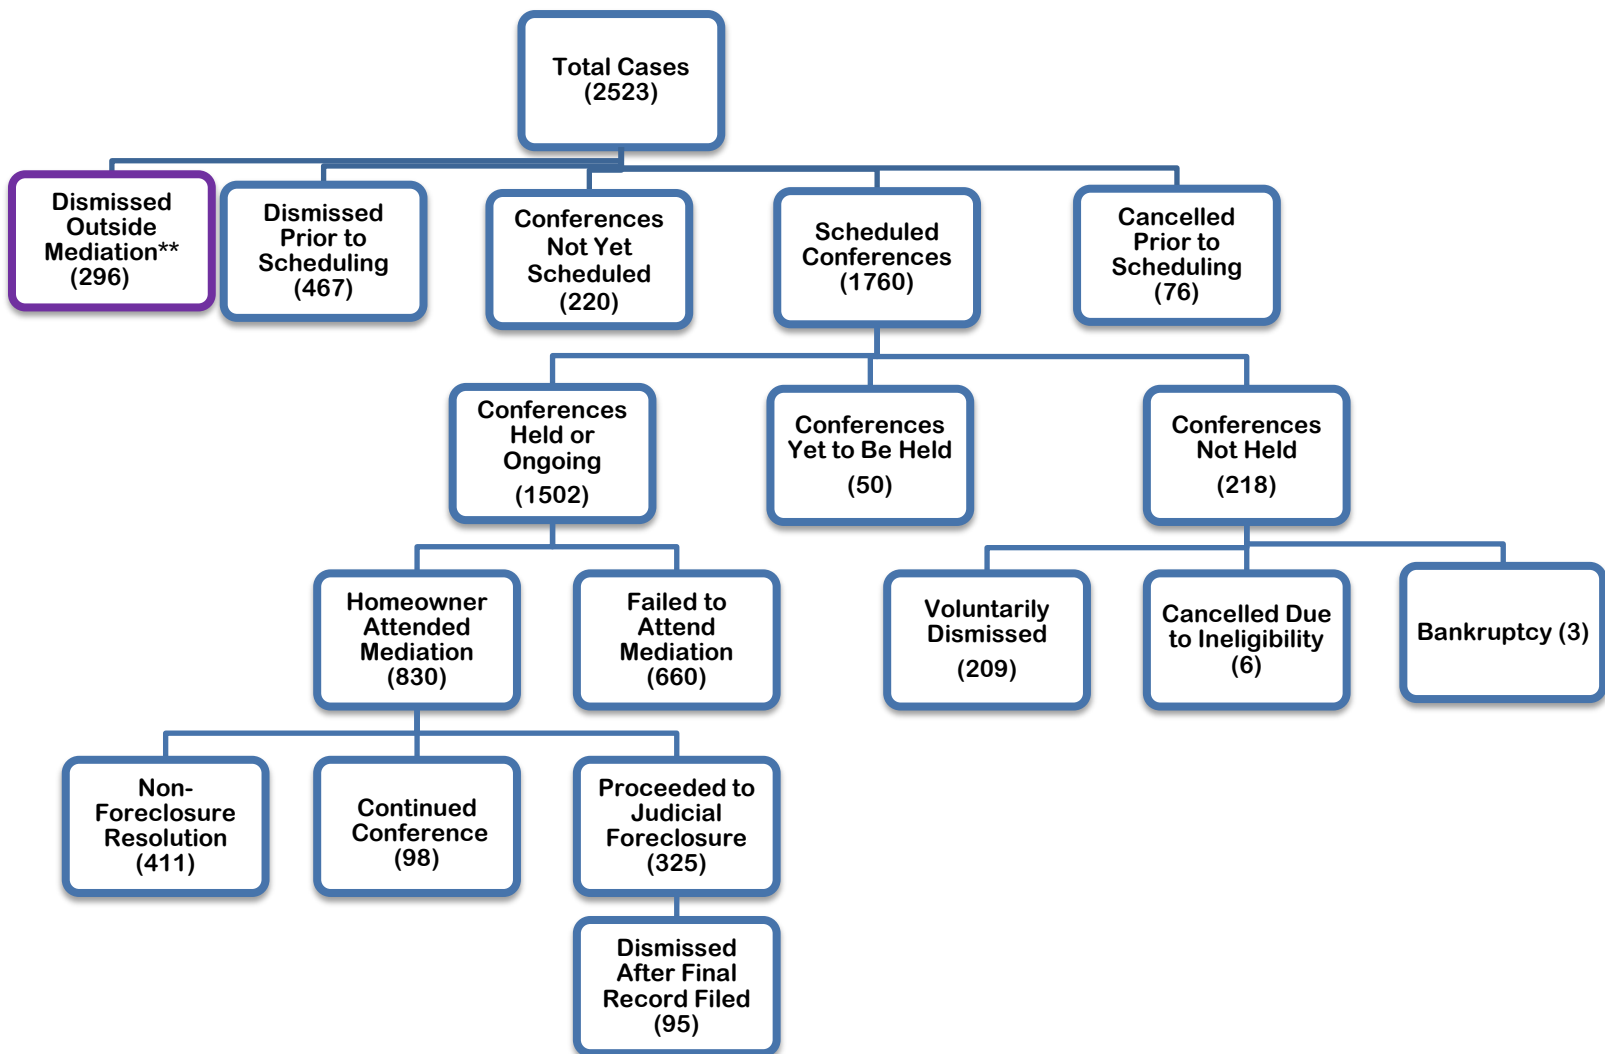 Total Cases
(2523)
Dismissed
Outside
Mediation**
(296)
Dismissed
Prior to
Scheduling
(467)
Conferences
Not Yet
Scheduled
(220)
Scheduled
Conferences
(1760)
Cancelled
Prior to
Scheduling
(76)
Conferences
Held or
Ongoing
(1502)
Conferences
Yet to Be Held
(50)
Conferences
Not Held
(218)
Homeowner
Attended
Mediation
(830)
Failed to
Attend
Mediation
(660)
Voluntarily
Dismissed
(209)
Cancelled Due
to Ineligibility
(6)
Bankruptcy (3)
Non-
Foreclosure
Resolution
(411)
Continued
Conference
(98)
Proceeded to
Judicial
Foreclosure
(325)
Dismissed
After Final
Record Filed
(95)